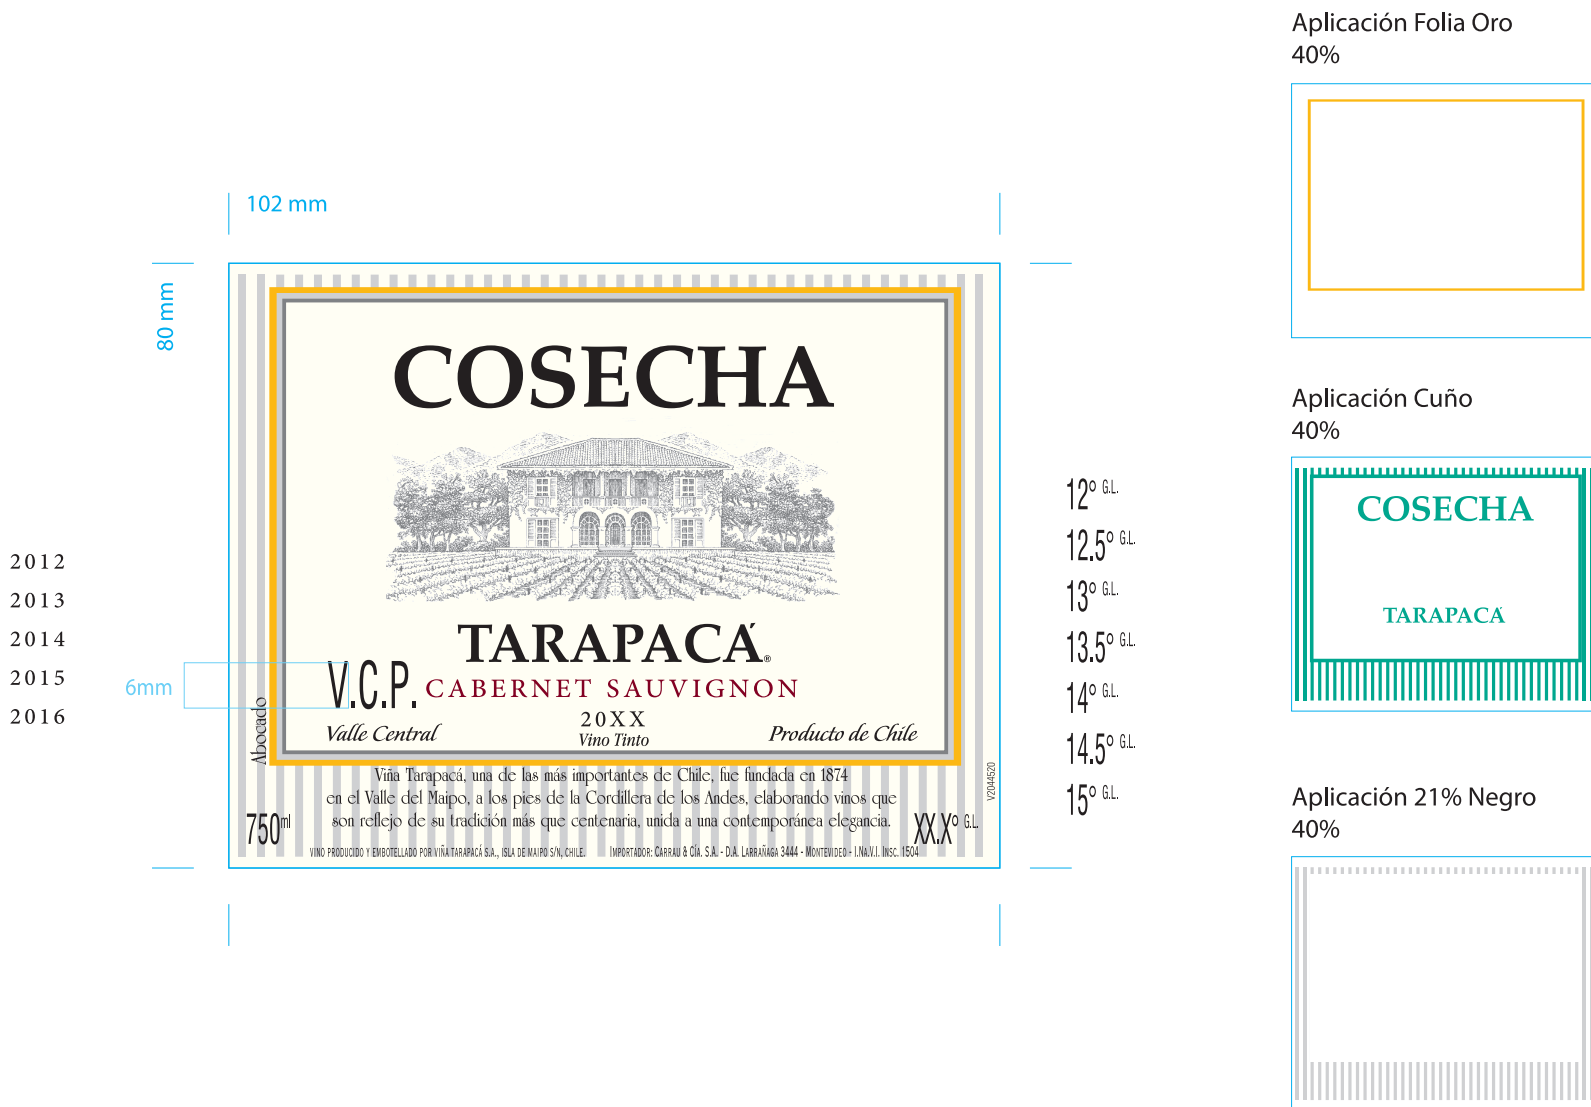 Aplicación Folia Oro
40%
102 mm
80 mm
COSECHA
TARAPACÁ®
V.C.P.
CABERNET SAUVIGNON
6mm
Abocado
20XX
Valle Central
Vino Tinto
Producto de Chile
Viña Tarapacá, una de las más importantes de Chile, fue fundada en 1874
en el Valle del Maipo, a los pies de la Cordillera de los Andes, elaborando vinos que
son reflejo de su tradición más que centenaria, unida a una contemporánea elegancia.
750ml
XX.X° G.L.
V2044520
VINO PRODUCIDO Y EMBOTELLADO POR VIÑA TARAPACÁ S.A., ISLA DE MAIPO S/N, CHILE. IMPORTADOR: CARRAU & CÍA. S.A. - D.A. LARRAÑAGA 3444 - MONTEVIDEO - I.NA.V.I. INSC. 1504
2012
2013
2014
2015
2016
12° G.L.
12.5° G.L.
13° G.L.
13.5° G.L.
14° G.L.
14.5° G.L.
15° G.L.
Aplicación Cuño
40%
COSECHA
TARAPACÁ
Aplicación 21% Negro
40%